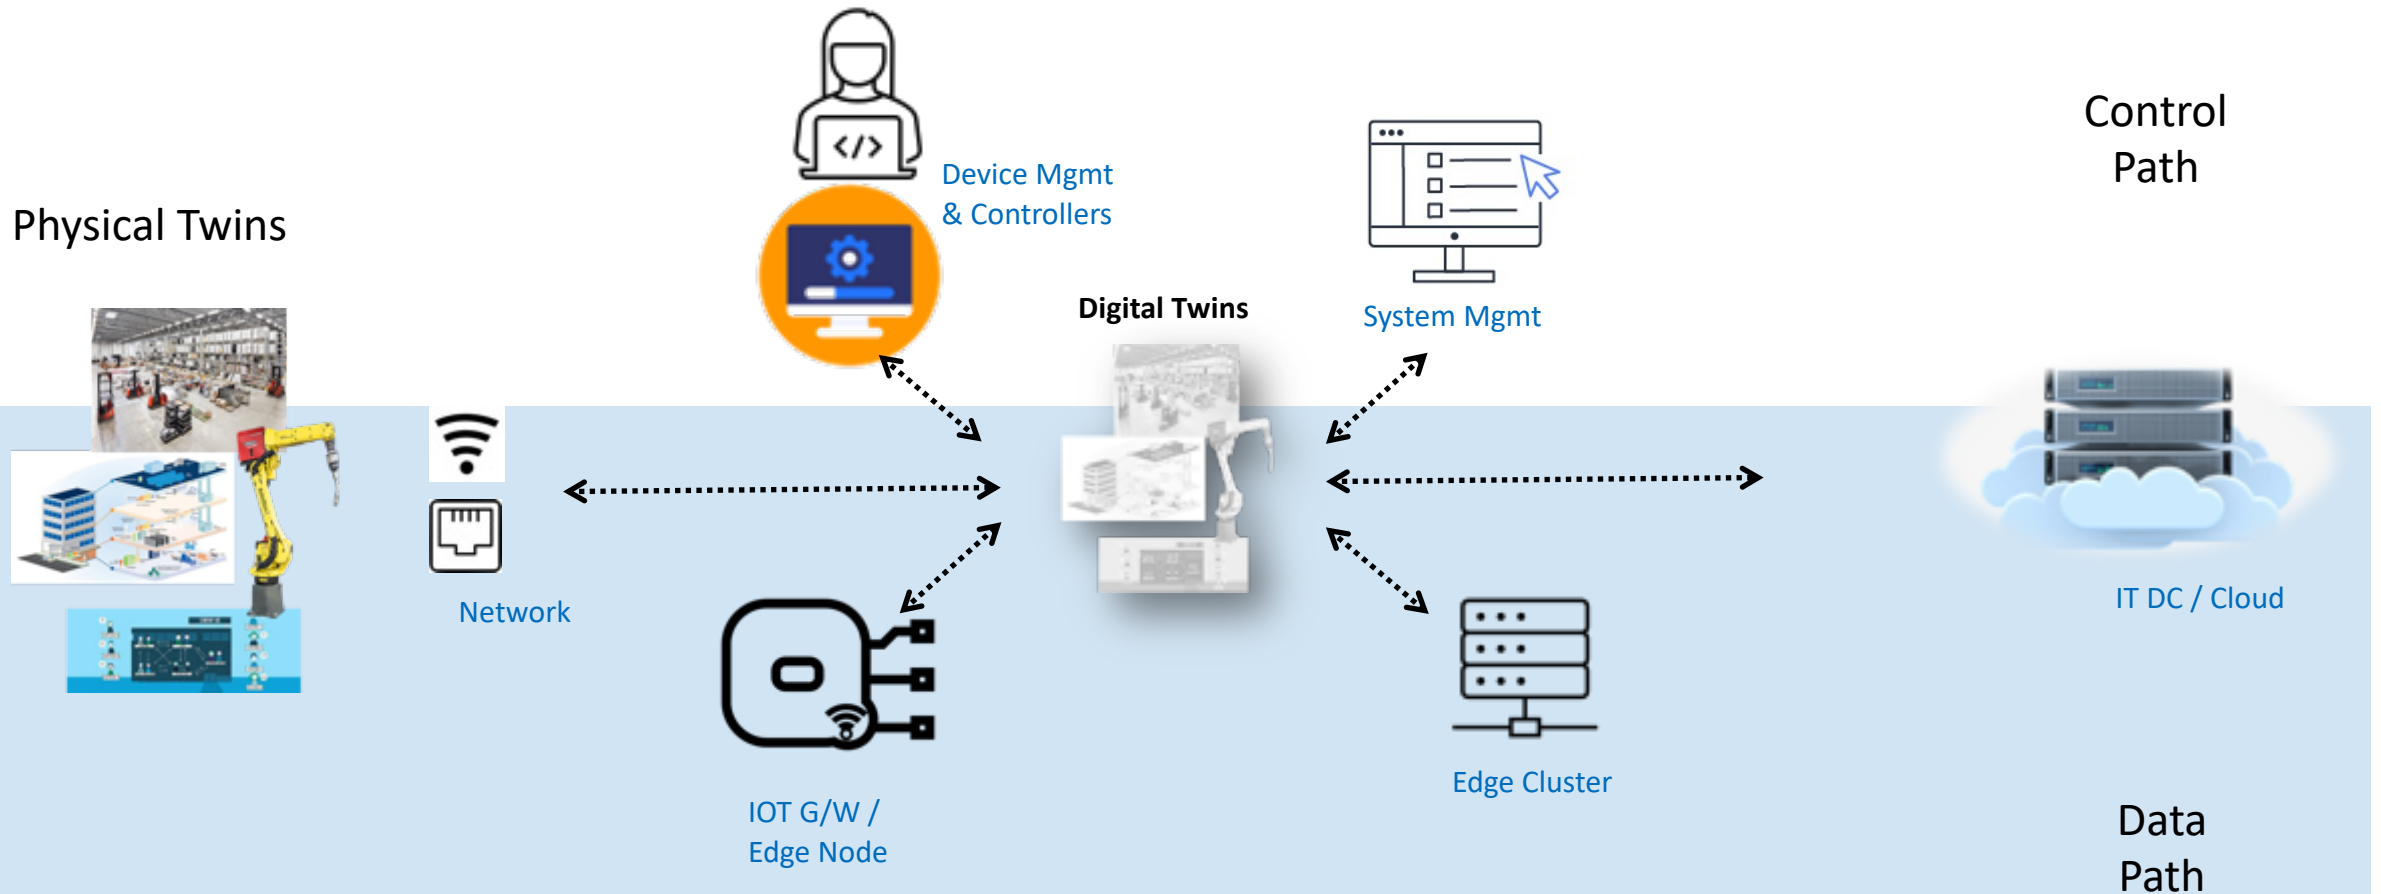 Control
Path
Device Mgmt
& Controllers
Physical Twins
Digital Twins
System Mgmt
</>
Network
IT DC / Cloud
Edge Cluster
IOT G/W /
Edge Node
Data
Path